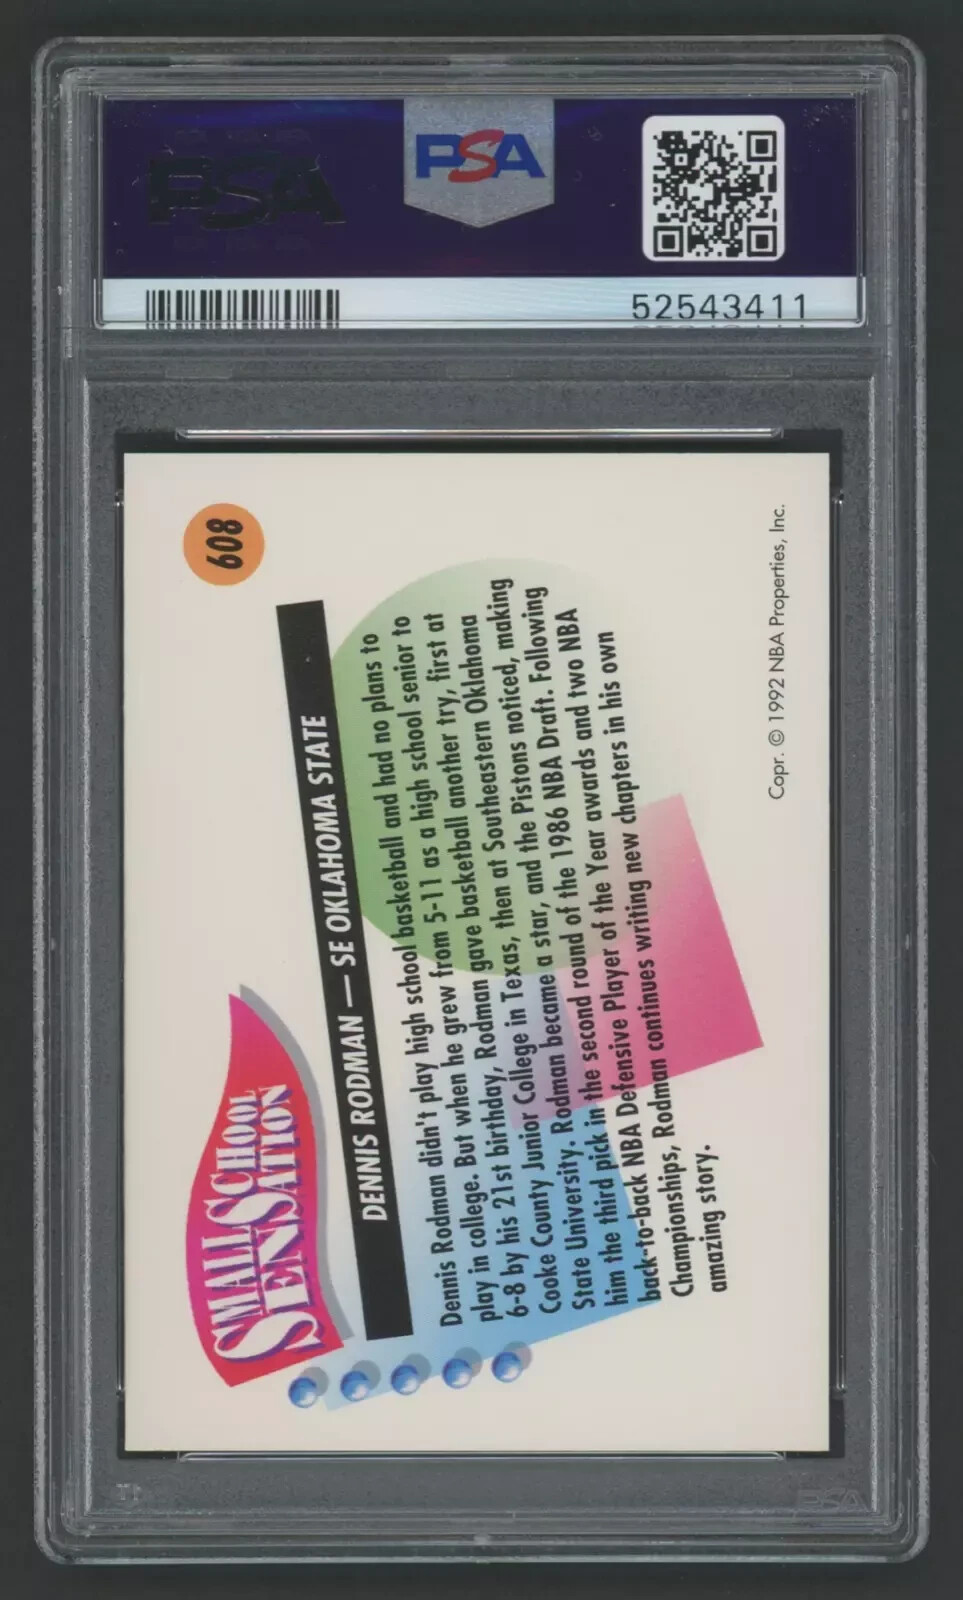 PSA
PSA
52543411
608
SMALL SCHOOL
SENSATION
DENNIS RODMAN — SE OKLAHOMA STATE
Dennis Rodman didn't play high school basketball and had no plans to
play in college. But when he grew from 5-11 as a high school senior to
6-8 by his 21st birthday, Rodman gave basketball another try, first at
Cooke County Junior College in Texas, then at Southeastern Oklahoma
State University. Rodman became a star, and the Pistons noticed, making
him the third pick in the second round of the 1986 NBA Draft. Following
back-to-back NBA Defensive Player of the Year awards and two NBA
Championships, Rodman continues writing new chapters in his own
amazing story.
Copr. © 1992 NBA Properties, Inc.
PSA